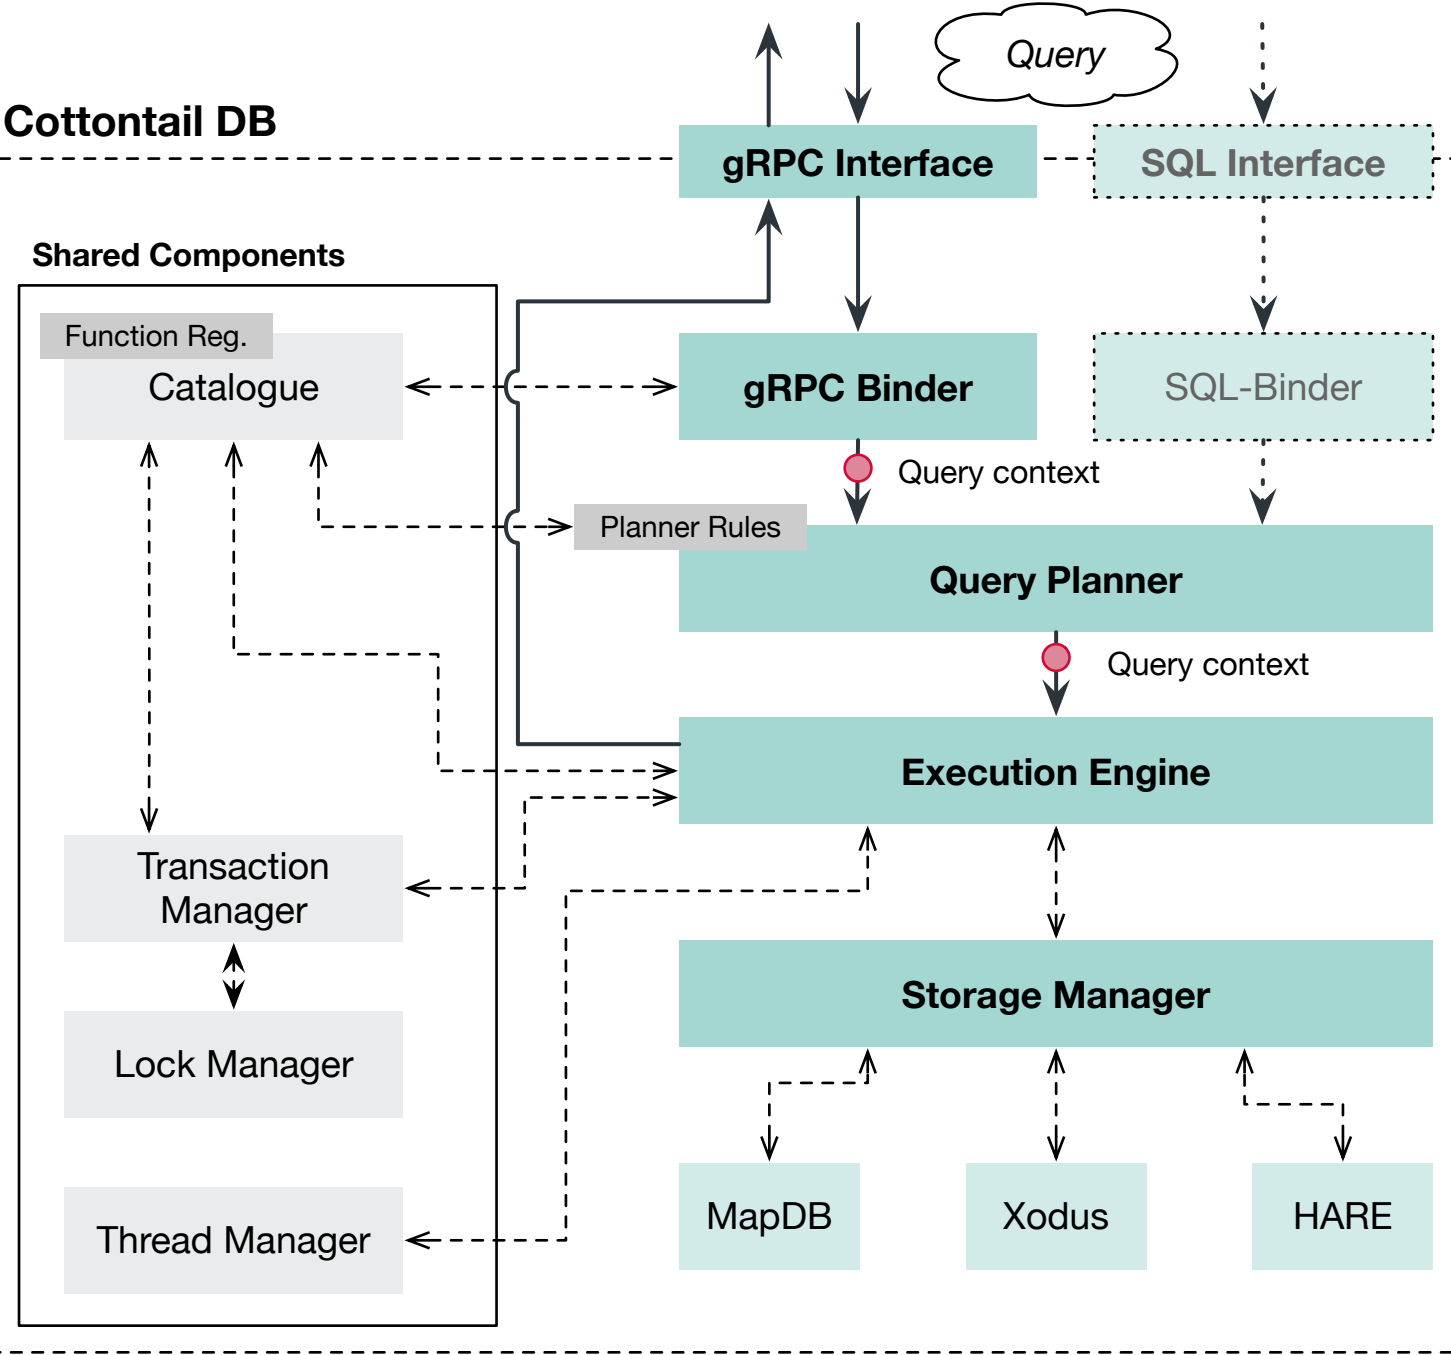 Query
Cottontail DB
gRPC Interface
SQL Interface
Shared Components
Function Reg.
Catalogue
gRPC Binder
SQL-Binder
Query context
Planner Rules
Query Planner
Query context
Execution Engine
Transaction
Manager
Storage Manager
Lock Manager
MapDB
Xodus
HARE
Thread Manager